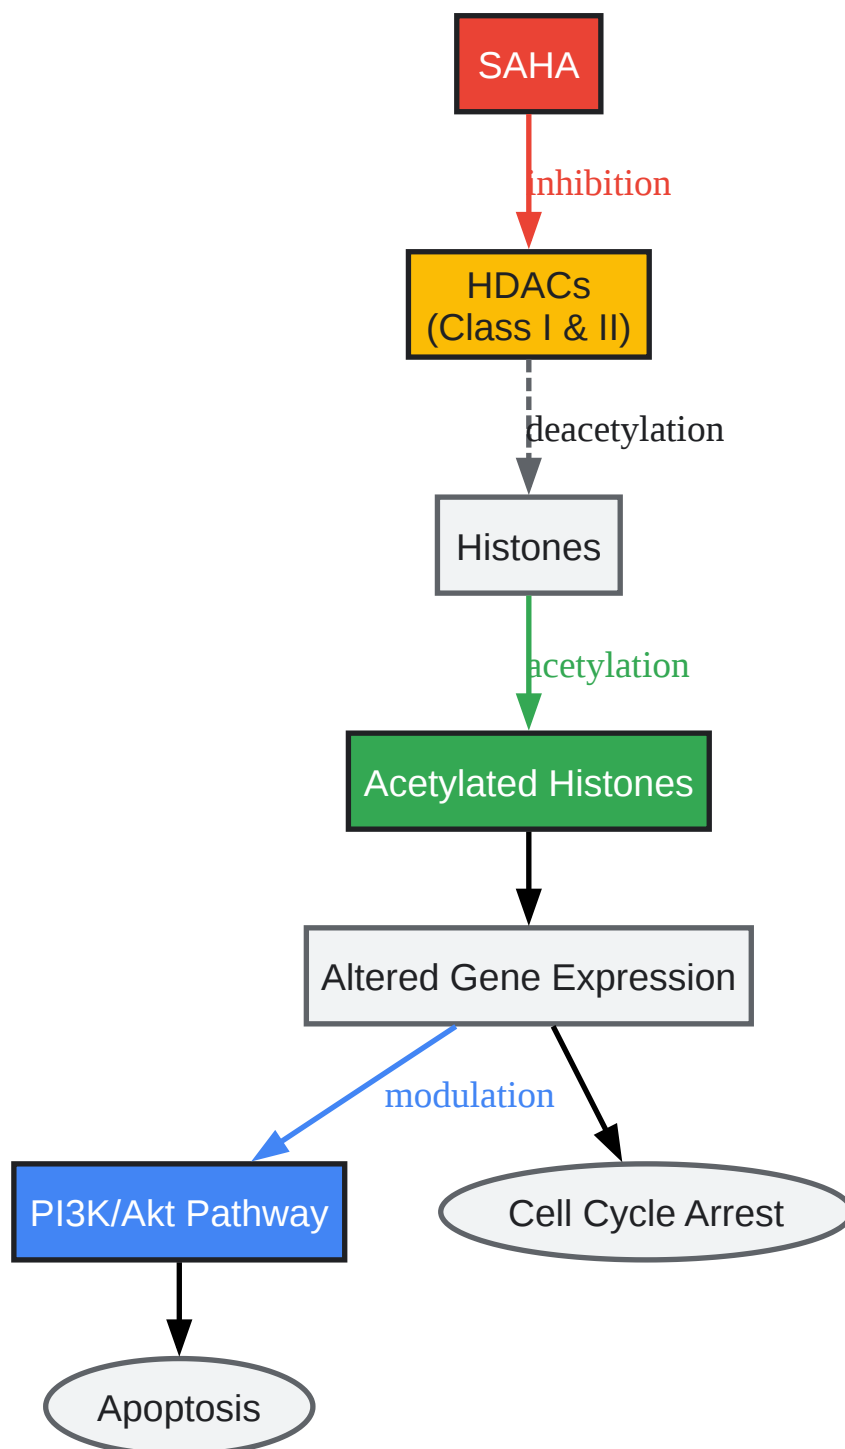 SAHA
inhibition
HDACs
(Class I & II)
deacetylation
Histones
acetylation
Acetylated Histones
Altered Gene Expression
modulation
PI3K/Akt Pathway
Cell Cycle Arrest
Apoptosis